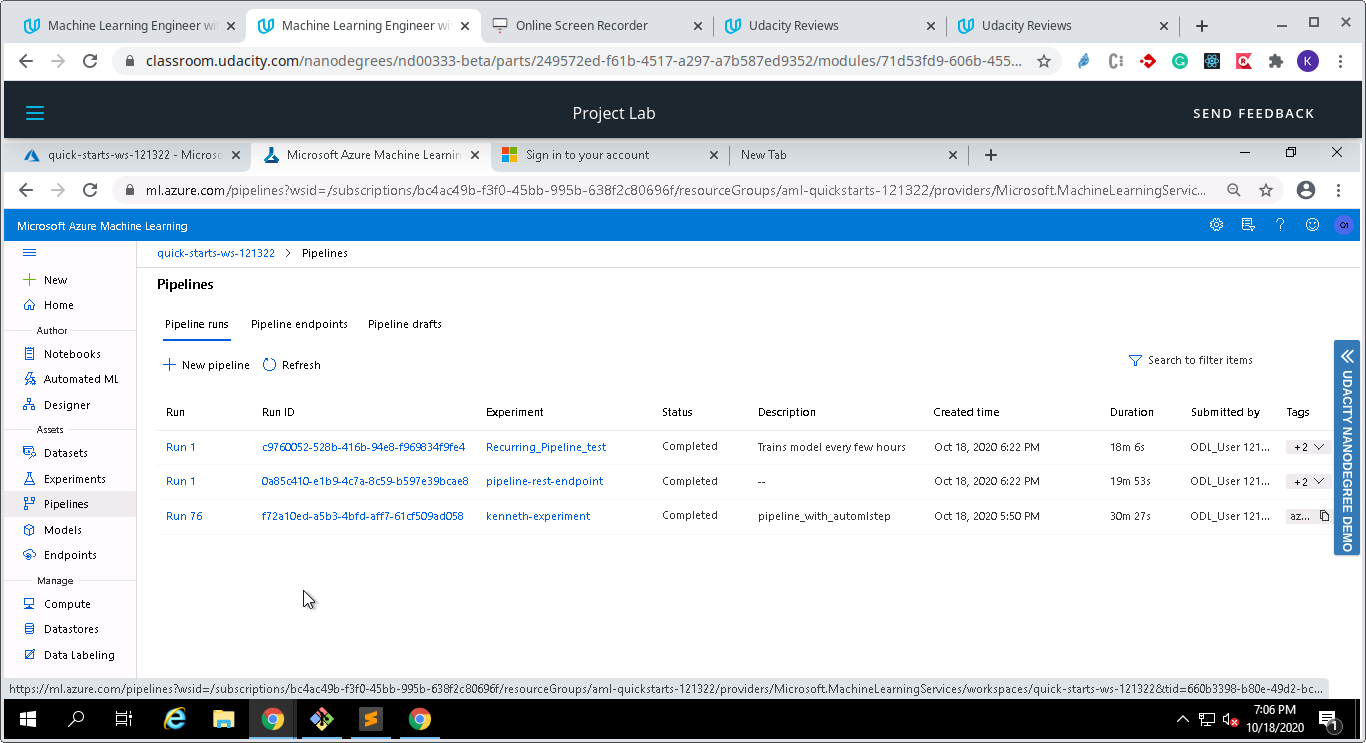 Machine Learning Engineer wi
Machine Learning Engineer wi
Online Screen Recorder
Udacity Reviews
Udacity Reviews
classroom.udacity.com/nanodegrees/nd00333-beta/parts/249572ed-f61b-4517-a297-a7b587ed9352/modules/71d53fd9-606b-455...
K
Project Lab
SEND FEEDBACK
quick-starts-ws-121322 - Microso
Microsoft Azure Machine Learnin
Sign in to your account
New Tab
ml.azure.com/pipelines?wsid=/subscriptions/bc4ac49b-f3f0-45bb-995b-638f2c80696f/resourceGroups/aml-quickstarts-121322/providers/Microsoft.MachineLearningServic...
Microsoft Azure Machine Learning
quick-starts-ws-121322 > Pipelines
New
Home
Author
Notebooks
Automated ML
Designer
Assets
Datasets
Experiments
Pipelines
Models
Endpoints
Manage
Compute
Datastores
Data Labeling
Pipelines
Pipeline runs Pipeline endpoints Pipeline drafts
New pipeline Refresh
Search to filter items
Run Run ID Experiment Status Description Created time Duration Submitted by Tags
Run 1 c9760052-528b-416b-94e8-f969834f9fe4 Recurring_Pipeline_test Completed Trains model every few hours Oct 18, 2020 6:22 PM 18m 6s ODL_User 121... +2
Run 1 0a85c410-e1b9-4c7a-8c59-b597e39bcae8 pipeline-rest-endpoint Completed -- Oct 18, 2020 6:22 PM 19m 53s ODL_User 121... +2
Run 76 f72a10ed-a5b3-4bfd-aff7-61cf509ad058 kenneth-experiment Completed pipeline_with_automlstep Oct 18, 2020 5:50 PM 30m 27s ODL_User 121... az...
UDACITY NANODEGREE DEMO
https://ml.azure.com/pipelines?wsid=/subscriptions/bc4ac49b-f3f0-45bb-995b-638f2c80696f/resourceGroups/aml-quickstarts-121322/providers/Microsoft.MachineLearningServices/workspaces/quick-starts-ws-121322&tid=660b3398-b80e-49d2-bc...
7:06 PM
10/18/2020
1